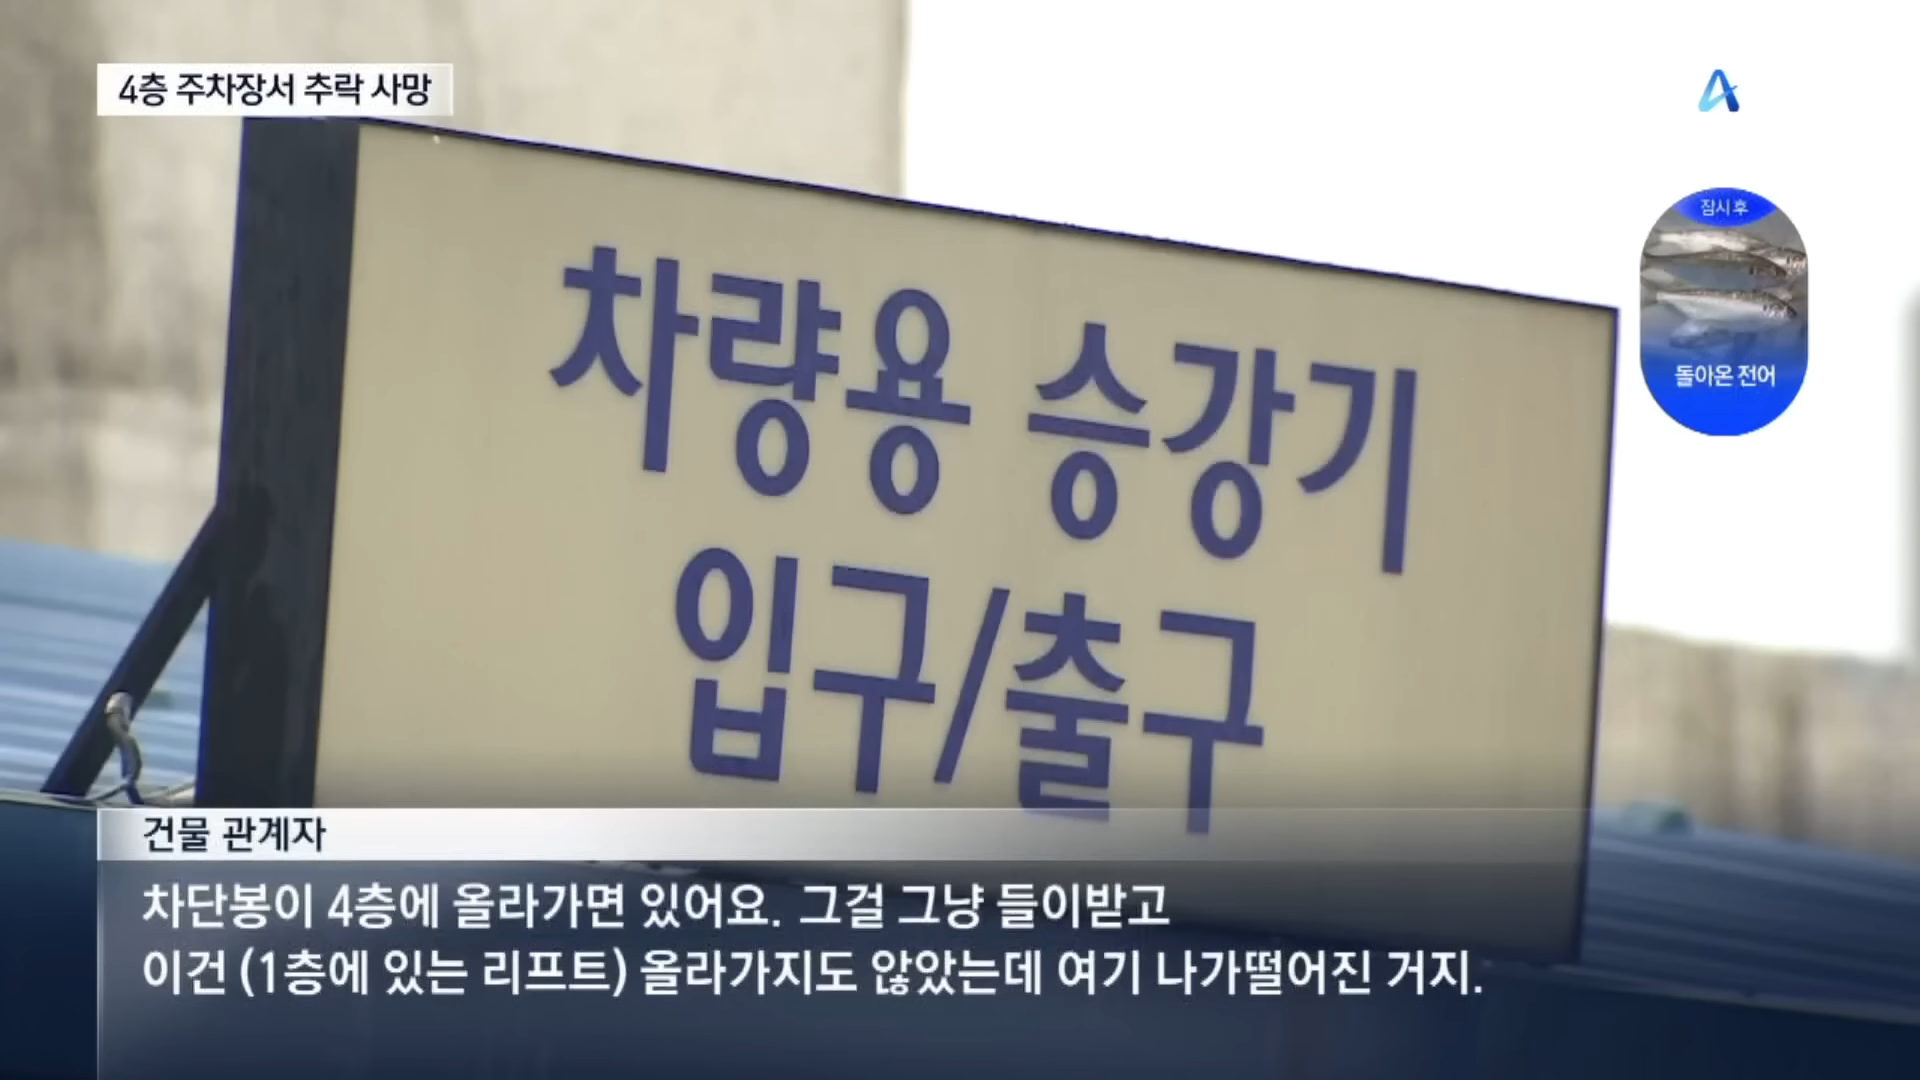 4층 주차장서 추락 사망
잠시 후
돌아온 전어
차량용 승강기
입구/출구
건물 관계자
차단봉이 4층에 올라가면 있어요. 그걸 그냥 들이받고
이건 (1층에 있는 리프트) 올라가지도 않았는데 여기 나가떨어진 거지.